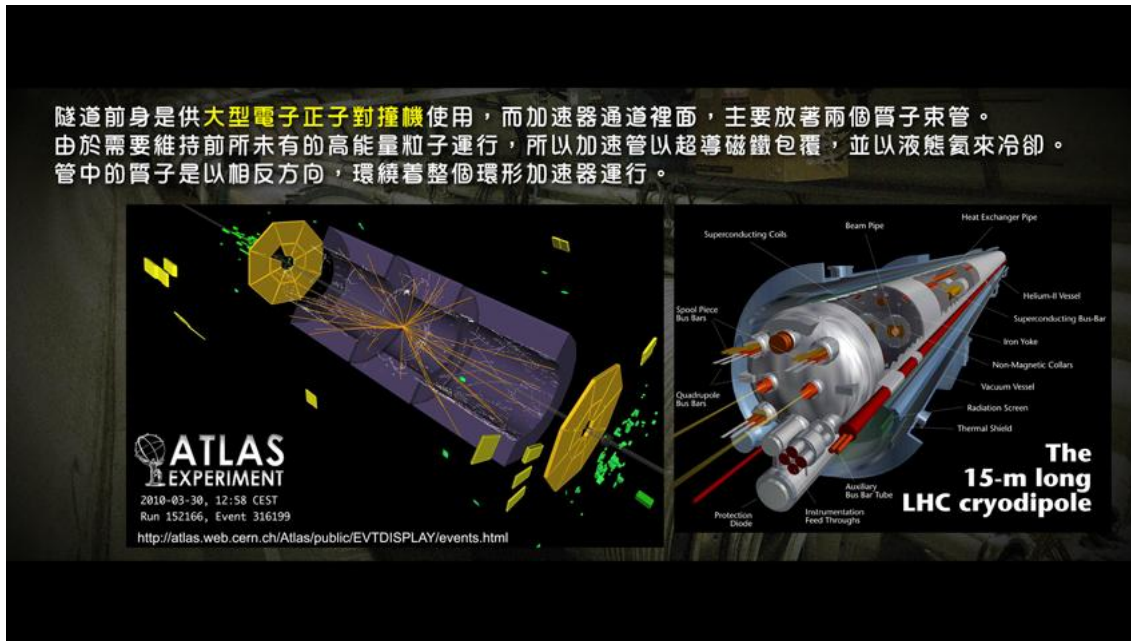 隧道前身是供大型電子正子對撞機使用，而加速器通道裡面，主要放著兩個質子束管。
由於需要維持前所未有的高能量粒子運行，所以加速管以超導磁鐵包覆，並以液態氦來冷卻。
管中的質子是以相反方向，環繞着整個環形加速器運行。
ATLAS
EXPERIMENT
2010-03-30, 12:58 CEST
Run 152166, Event 316199
http://atlas.web.cern.ch/Atlas/public/EVTDISPLAY/events.html
Heat Exchanger Pipe
Beam Pipe
Superconducting Coils
Helium-II Vessel
Spool Piece
Bus Bars
Superconducting Bus-Bar
Iron Yoke
Non-Magnetic Collars
Vacuum Vessel
Quadrupole
Bus Bars
Radiation Screen
Thermal Shield
The
15-m long
LHC cryodipole
Auxiliary
Bus Bar Tube
Instrumentation
Feed Throughs
Protection
Diode